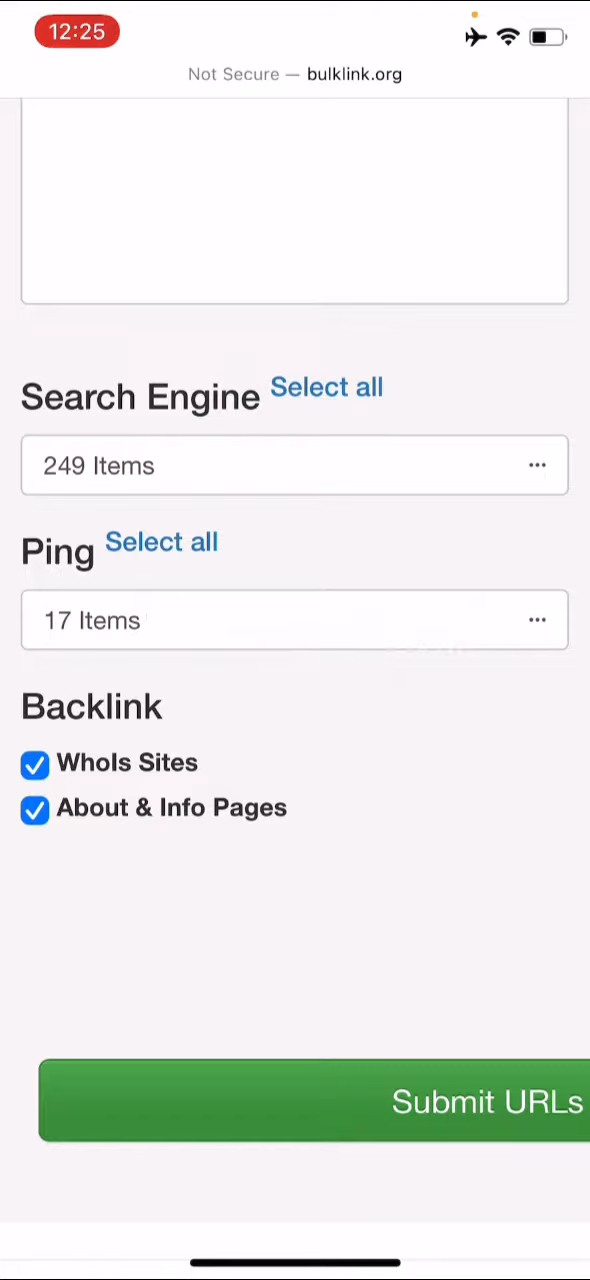 12:25
Not Secure — bulklink.org
Search Engine Select all
249 Items
Ping Select all
17 Items
Backlink
WhoIs Sites
About & Info Pages
Submit URLs